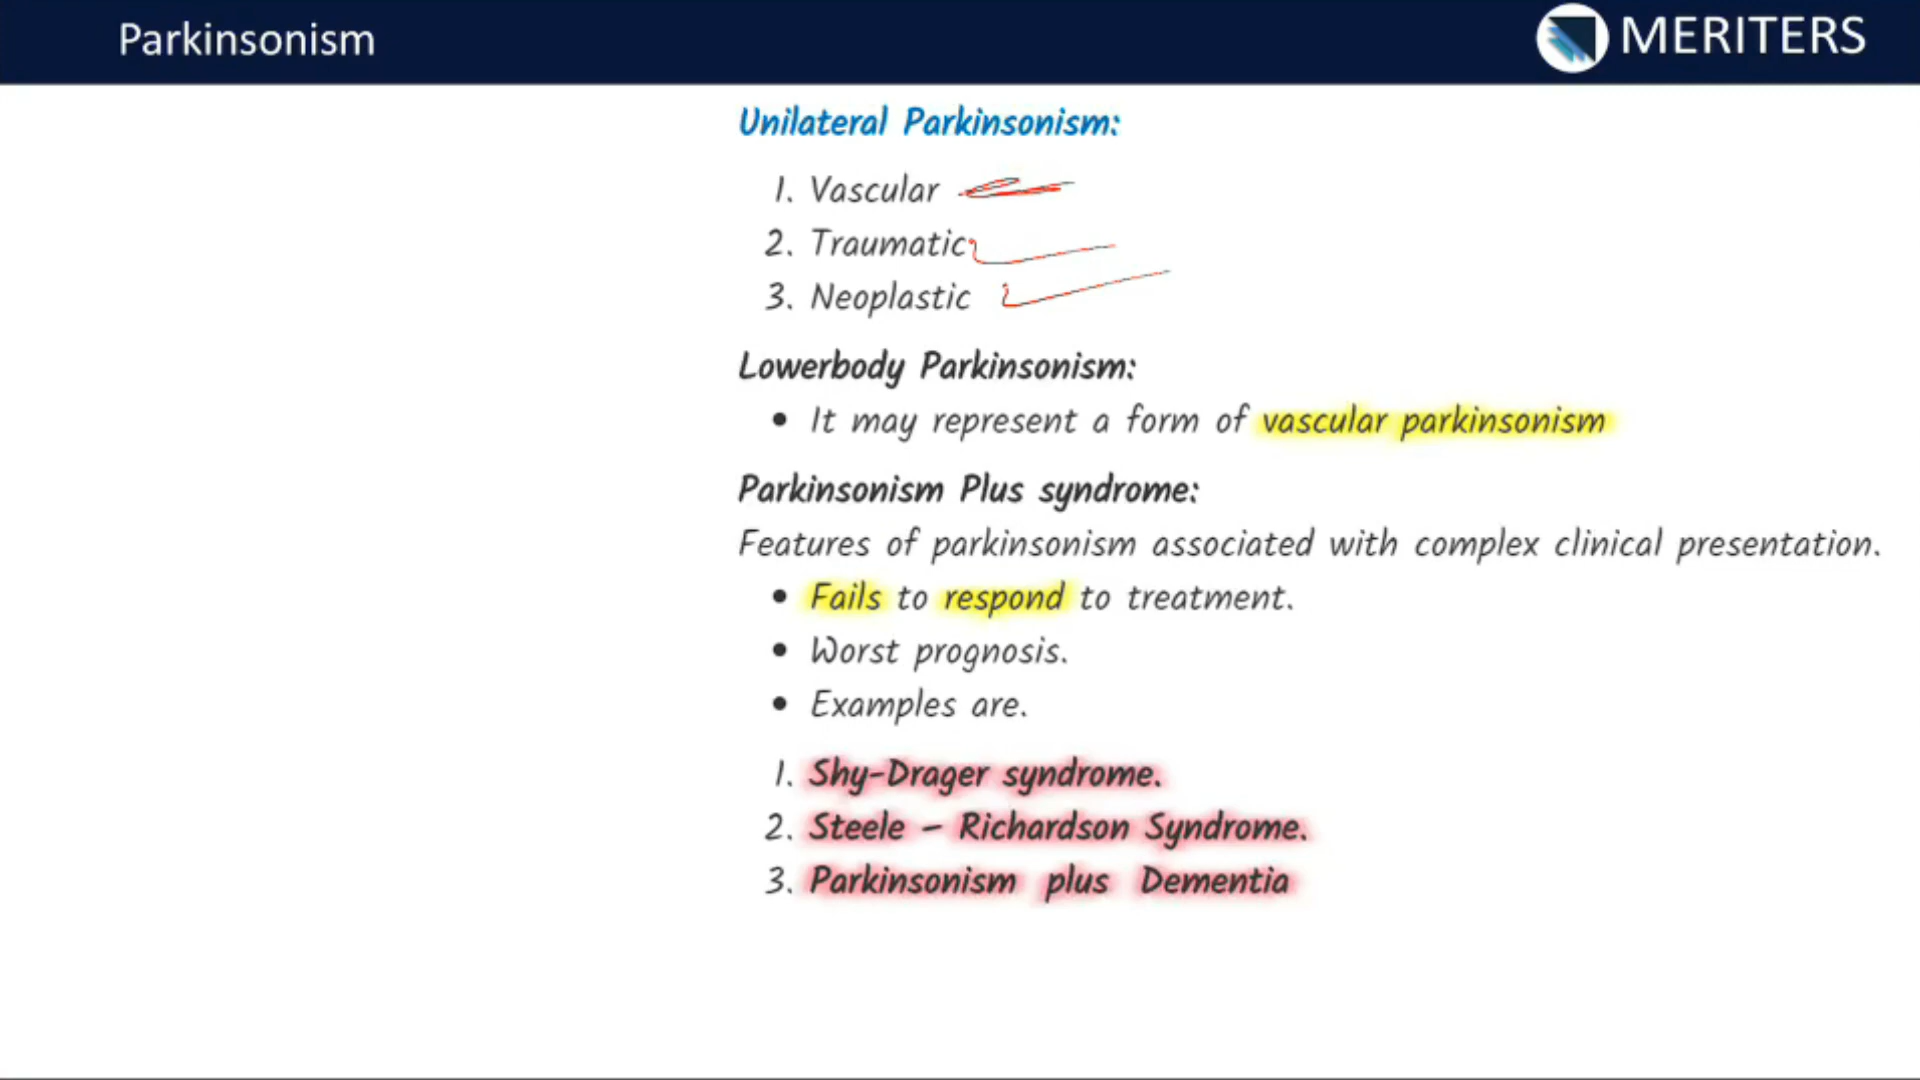 Parkinsonism
MERITERS
Unilateral Parkinsonism:
1. Vascular
2. Traumatic
3. Neoplastic
Lowerbody Parkinsonism:
• It may represent a form of vascular parkinsonism
Parkinsonism Plus syndrome:
Features of parkinsonism associated with complex clinical presentation.
• Fails to respond to treatment.
• Worst prognosis.
• Examples are.
1. Shy-Drager syndrome.
2. Steele – Richardson Syndrome.
3. Parkinsonism plus Dementia